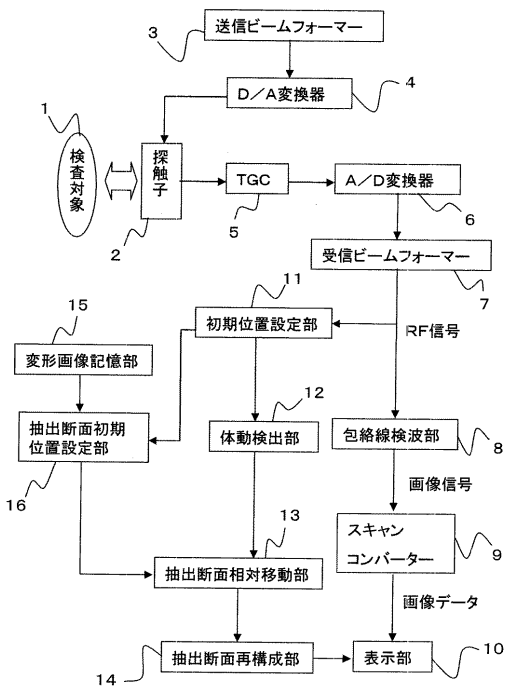 送信ビームフォーマー
3
D／A変換器
4
1
検査対象
探触子
2
TGC
5
A／D変換器
6
受信ビームフォーマー
7
11
初期位置設定部
RF信号
15
変形画像記憶部
12
体動検出部
包絡線検波部
8
抽出断面初期
位置設定部
16
画像信号
スキャン
コンバーター
9
13
抽出断面相対移動部
画像データ
14
抽出断面再構成部
表示部
10